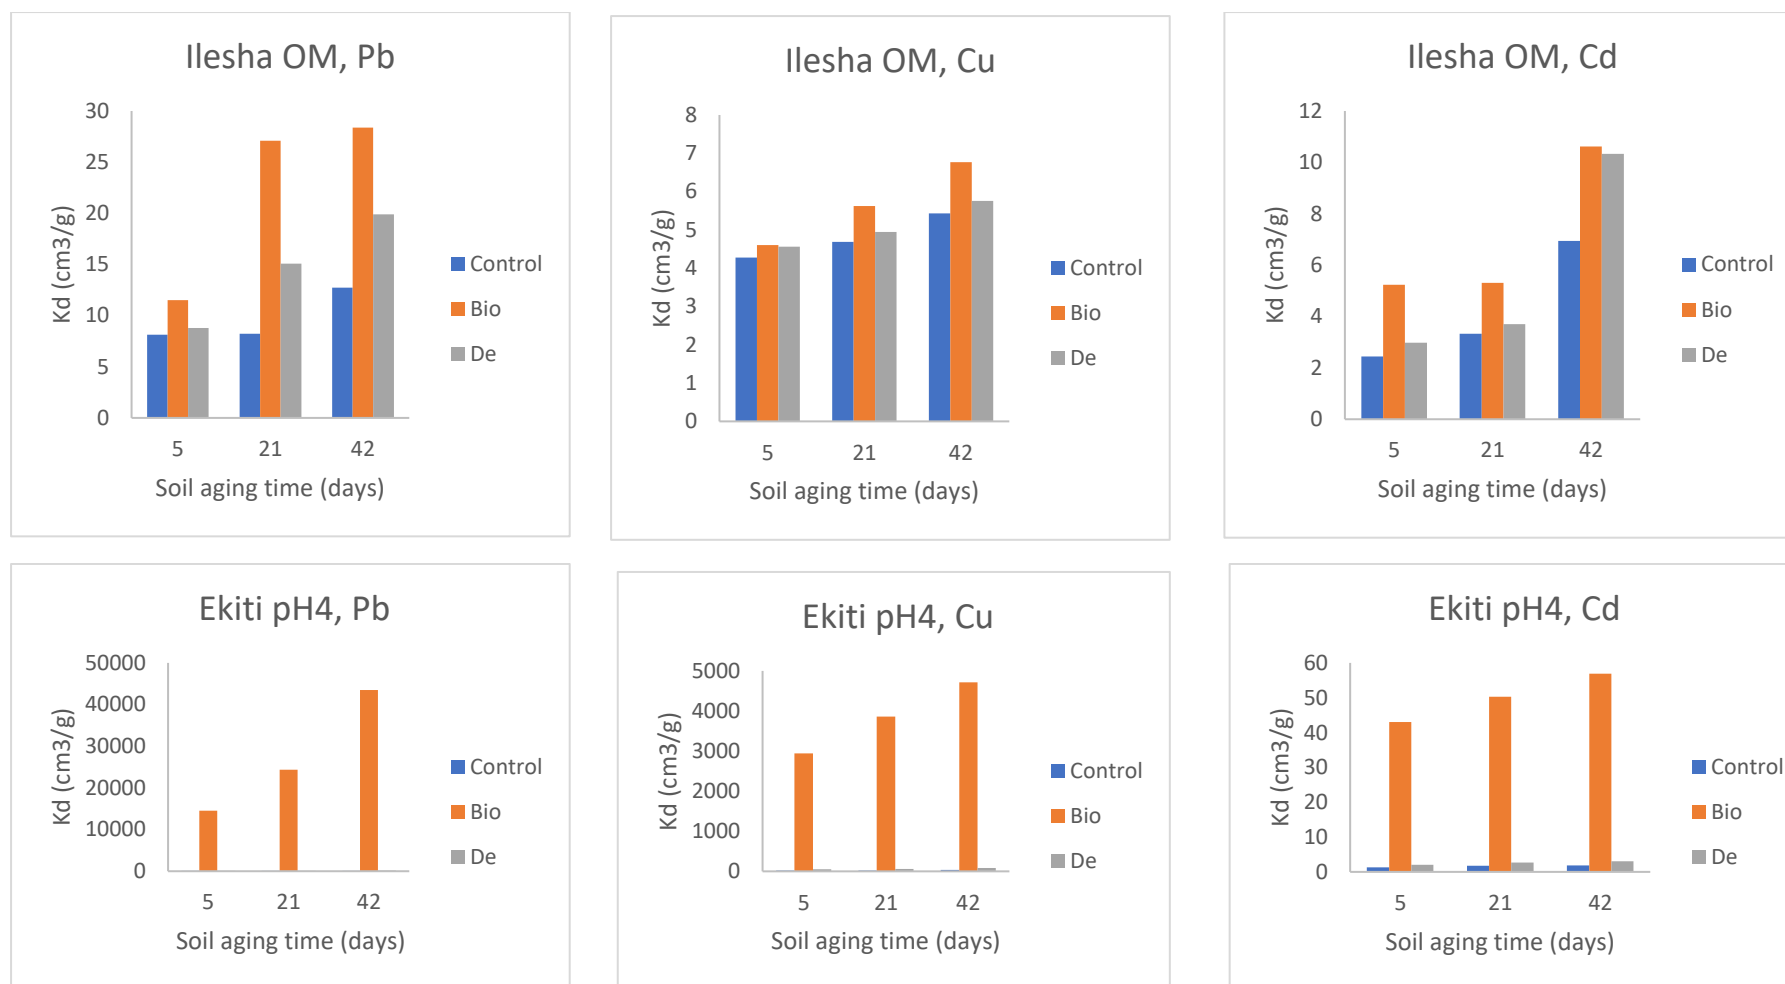 Ilesha OM, Pb
30
25
20
15
10
5
0
Kd (cm3/g)
5 21 42
Soil aging time (days)
Control
Bio
De
Ilesha OM, Cu
8
7
6
5
4
3
2
1
0
Kd (cm3/g)
5 21 42
Soil aging time (days)
Control
Bio
De
Ilesha OM, Cd
12
10
8
6
4
2
0
Kd (cm3/g)
5 21 42
Soil aging time (days)
Control
Bio
De
Ekiti pH4, Pb
50000
40000
30000
20000
10000
0
Kd (cm3/g)
5 21 42
Soil aging time (days)
Control
Bio
De
Ekiti pH4, Cu
5000
4000
3000
2000
1000
0
Kd (cm3/g)
5 21 42
Soil aging time (days)
Control
Bio
De
Ekiti pH4, Cd
60
50
40
30
20
10
0
Kd (cm3/g)
5 21 42
Soil aging time (days)
Control
Bio
De